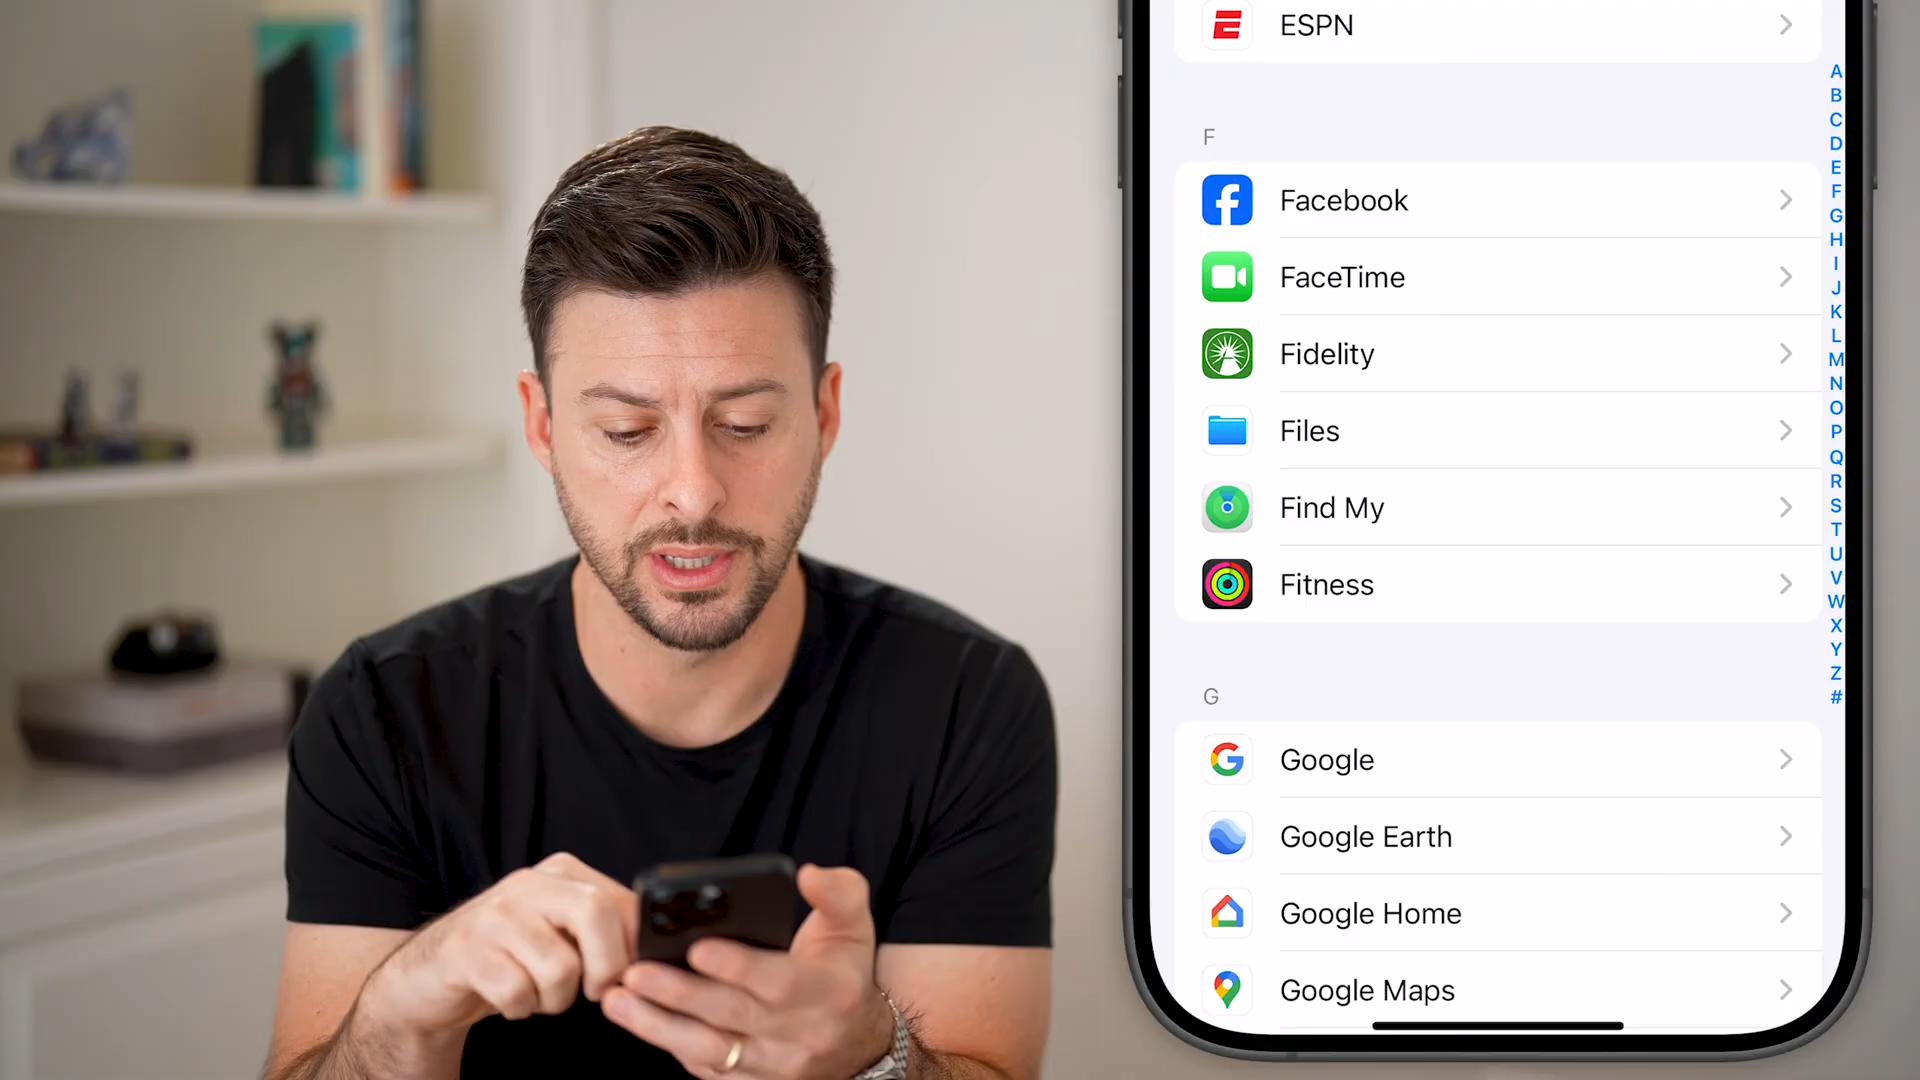 ESPN
F
Facebook
FaceTime
Fidelity
Files
Find My
Fitness
G
Google
Google Earth
Google Home
Google Maps
A
B
C
D
E
F
G
H
I
J
K
L
M
N
O
P
Q
R
S
T
U
V
W
X
Y
Z
#